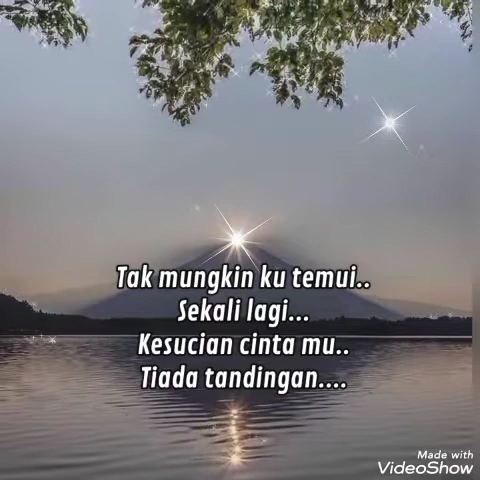 Tak mungkin ku temui..
Sekali lagi...
Kesucian cinta mu..
Tiada tandingan....
Made with
VideoShow